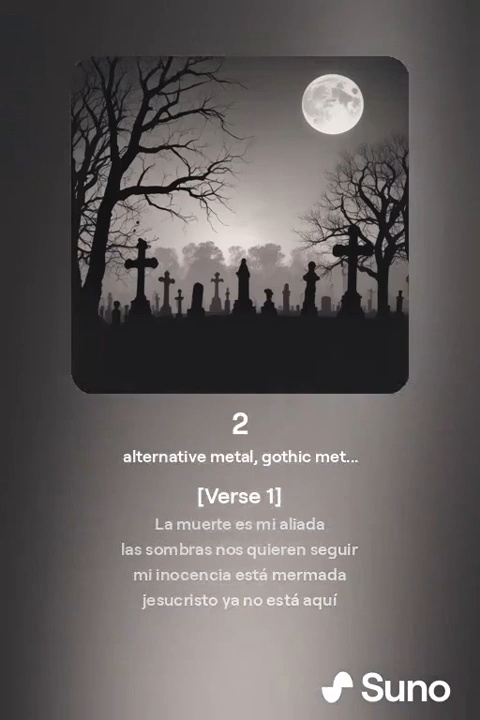 2
alternative metal, gothic met...
[Verse 1]
La muerte es mi aliada
las sombras nos quieren seguir
mi inocencia está mermada
jesucristo ya no está aquí
Suno